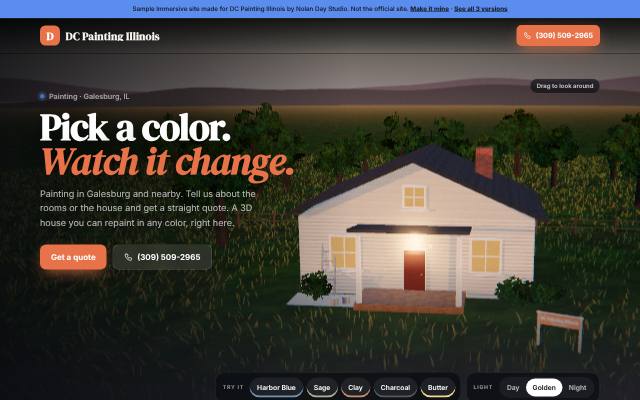 Sample Immersive site made for DC Painting Illinois by Nolan Day Studio. Not the official site. Make it mine · See all 3 versions
D DC Painting Illinois
(309) 509-2965
Drag to look around
Painting · Galesburg, IL
Pick a color.
Watch it change.
Painting in Galesburg and nearby. Tell us about the
rooms or the house and get a straight quote. A 3D
house you can repaint in any color, right here.
Get a quote
(309) 509-2965
TRY IT Harbor Blue Sage Clay Charcoal Butter
LIGHT Day Golden Night